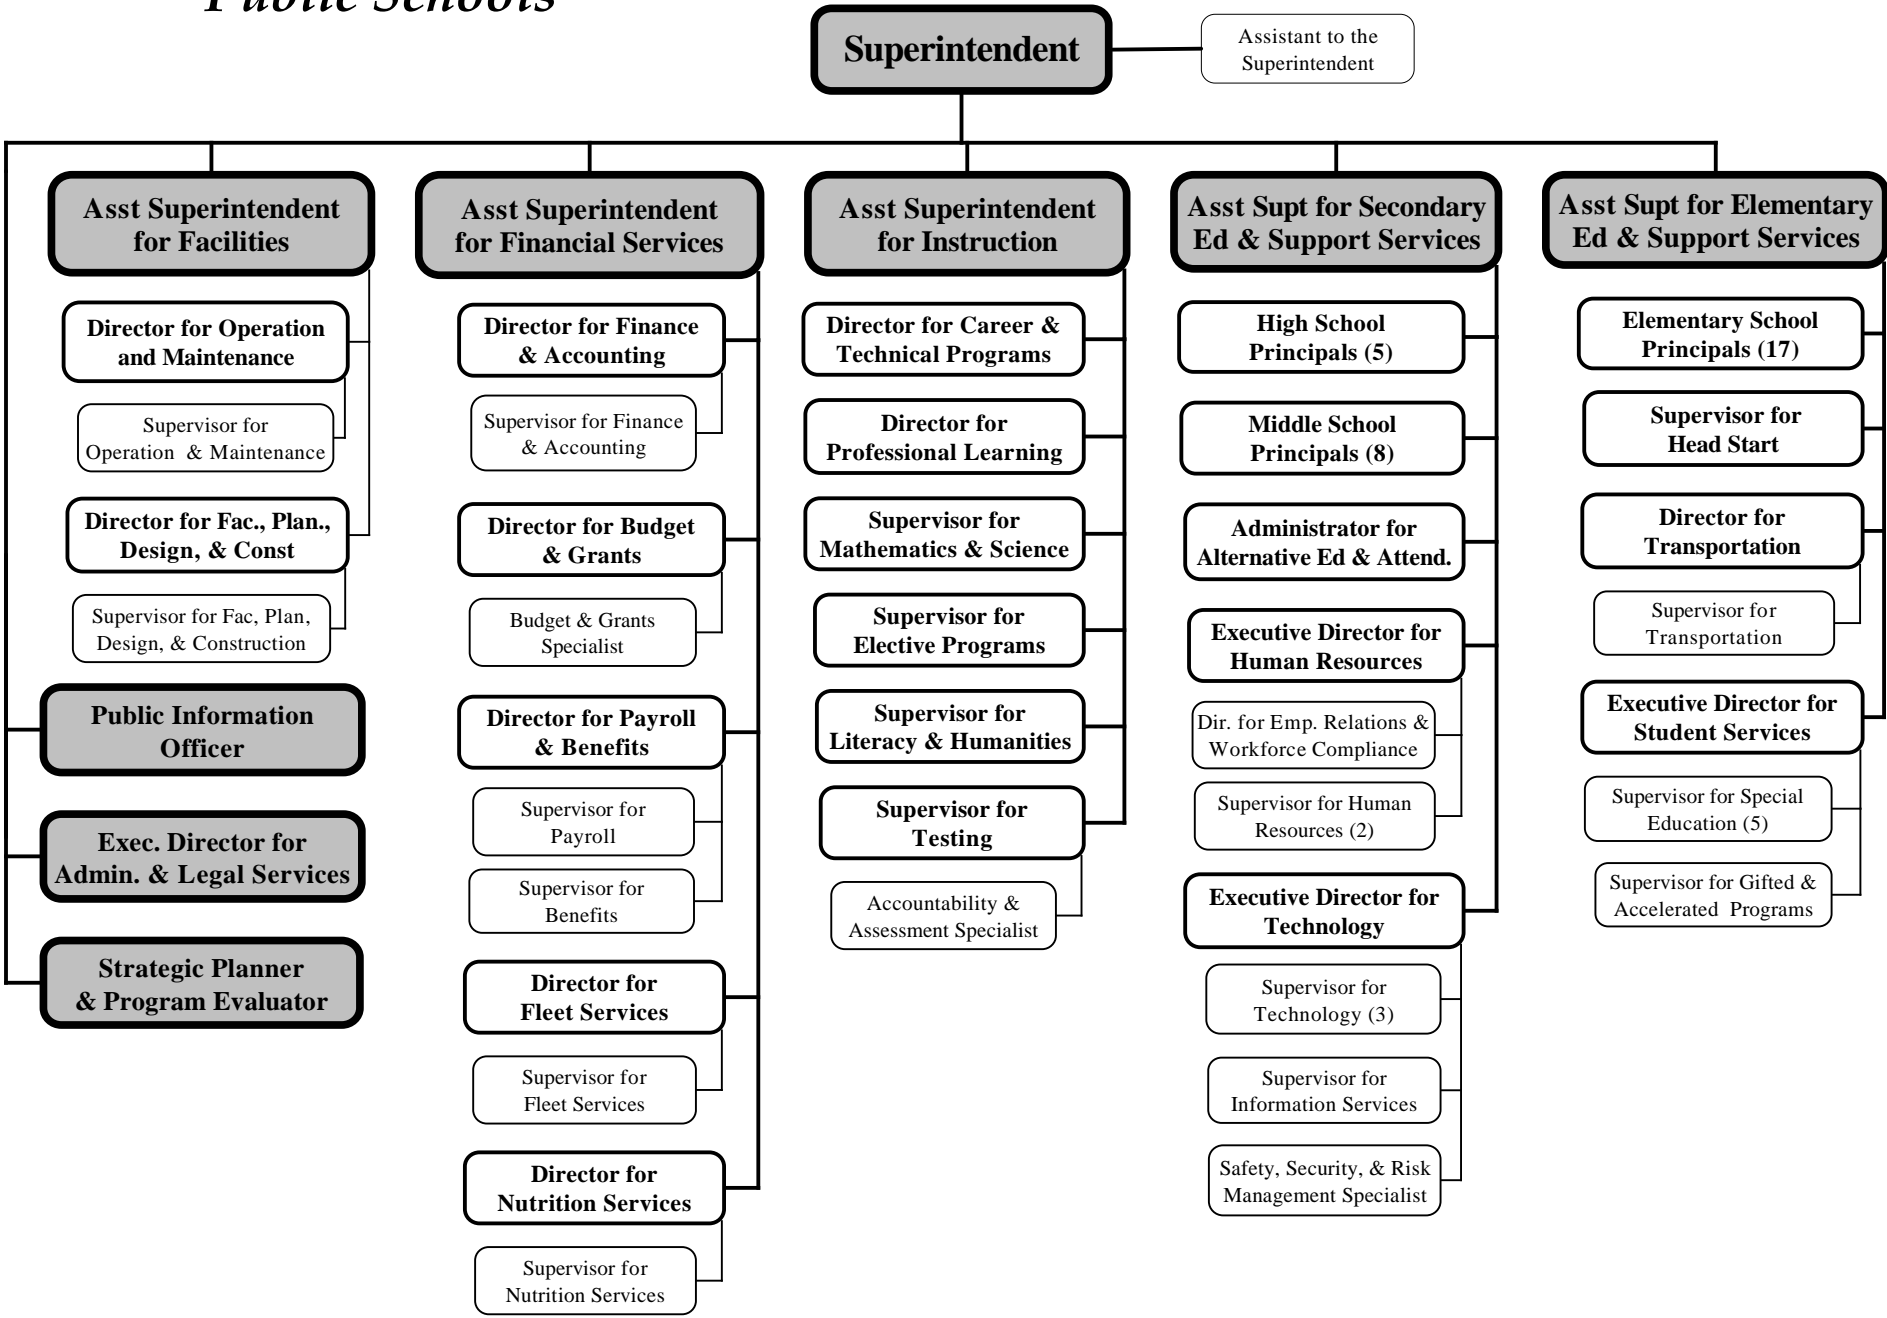 Public Schools
Superintendent
Assistant to the
Superintendent
Asst Superintendent
for Facilities
Director for Operation
and Maintenance
Supervisor for
Operation & Maintenance
Director for Fac., Plan.,
Design, & Const
Supervisor for Fac, Plan,
Design, & Construction
Public Information
Officer
Exec. Director for
Admin. & Legal Services
Strategic Planner
& Program Evaluator
Asst Superintendent
for Financial Services
Director for Finance
& Accounting
Supervisor for Finance
& Accounting
Director for Budget
& Grants
Budget & Grants
Specialist
Director for Payroll
& Benefits
Supervisor for
Payroll
Supervisor for
Benefits
Director for
Fleet Services
Supervisor for
Fleet Services
Director for
Nutrition Services
Supervisor for
Nutrition Services
Asst Superintendent
for Instruction
Director for Career &
Technical Programs
Director for
Professional Learning
Supervisor for
Mathematics & Science
Supervisor for
Elective Programs
Supervisor for
Literacy & Humanities
Supervisor for
Testing
Accountability &
Assessment Specialist
Asst Supt for Secondary
Ed & Support Services
High School
Principals (5)
Middle School
Principals (8)
Administrator for
Alternative Ed & Attend.
Executive Director for
Human Resources
Dir. for Emp. Relations &
Workforce Compliance
Supervisor for Human
Resources (2)
Executive Director for
Technology
Supervisor for
Technology (3)
Supervisor for
Information Services
Safety, Security, & Risk
Management Specialist
Asst Supt for Elementary
Ed & Support Services
Elementary School
Principals (17)
Supervisor for
Head Start
Director for
Transportation
Supervisor for
Transportation
Executive Director for
Student Services
Supervisor for Special
Education (5)
Supervisor for Gifted &
Accelerated Programs